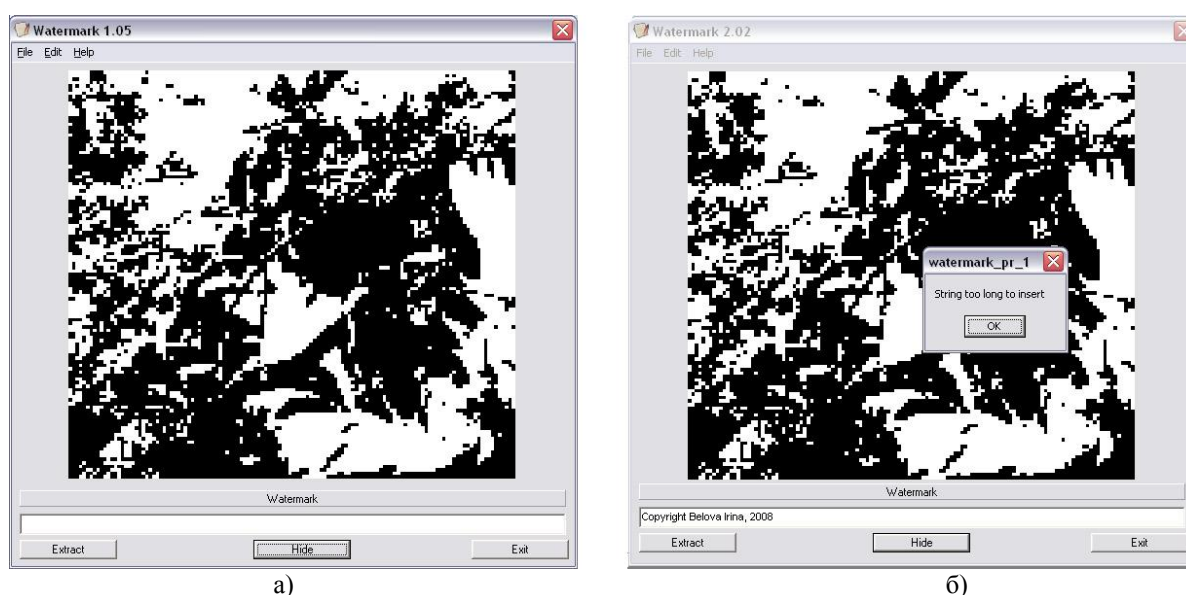 Watermark 1.05
File Edit Help
Watermark
Extract Hide Exit
а)
Watermark 2.02
File Edit Help
watermark_pr_1
String too long to insert
OK
Watermark
Copyright Belova Irina, 2008
Extract Hide Exit
б)